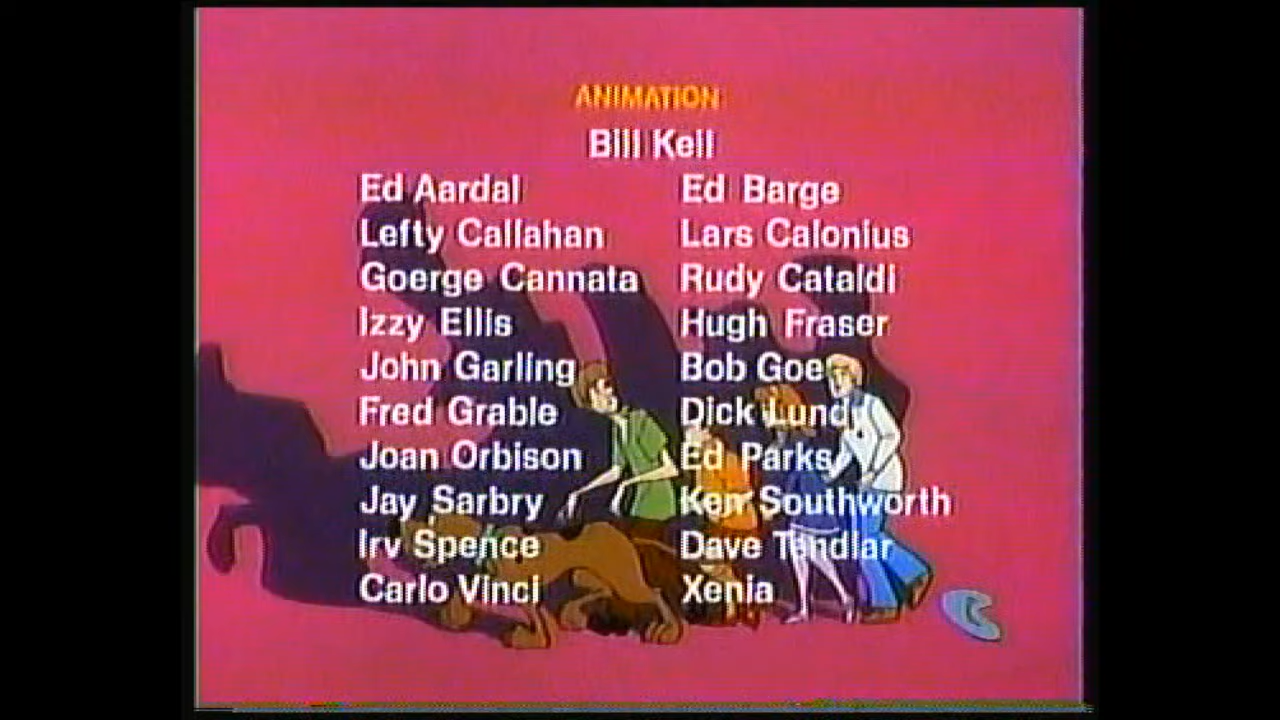 ANIMATION
Bill Keil
Ed Aardal Ed Barge
Lefty Callahan Lars Calonius
Goerge Cannata Rudy Cataldi
Izzy Ellis Hugh Fraser
John Garling Bob Goe
Fred Grable Dick Lundy
Joan Orbison Ed Parks
Jay Sarbry Ken Southworth
Irv Spence Dave Tendlar
Carlo Vinci Xenia